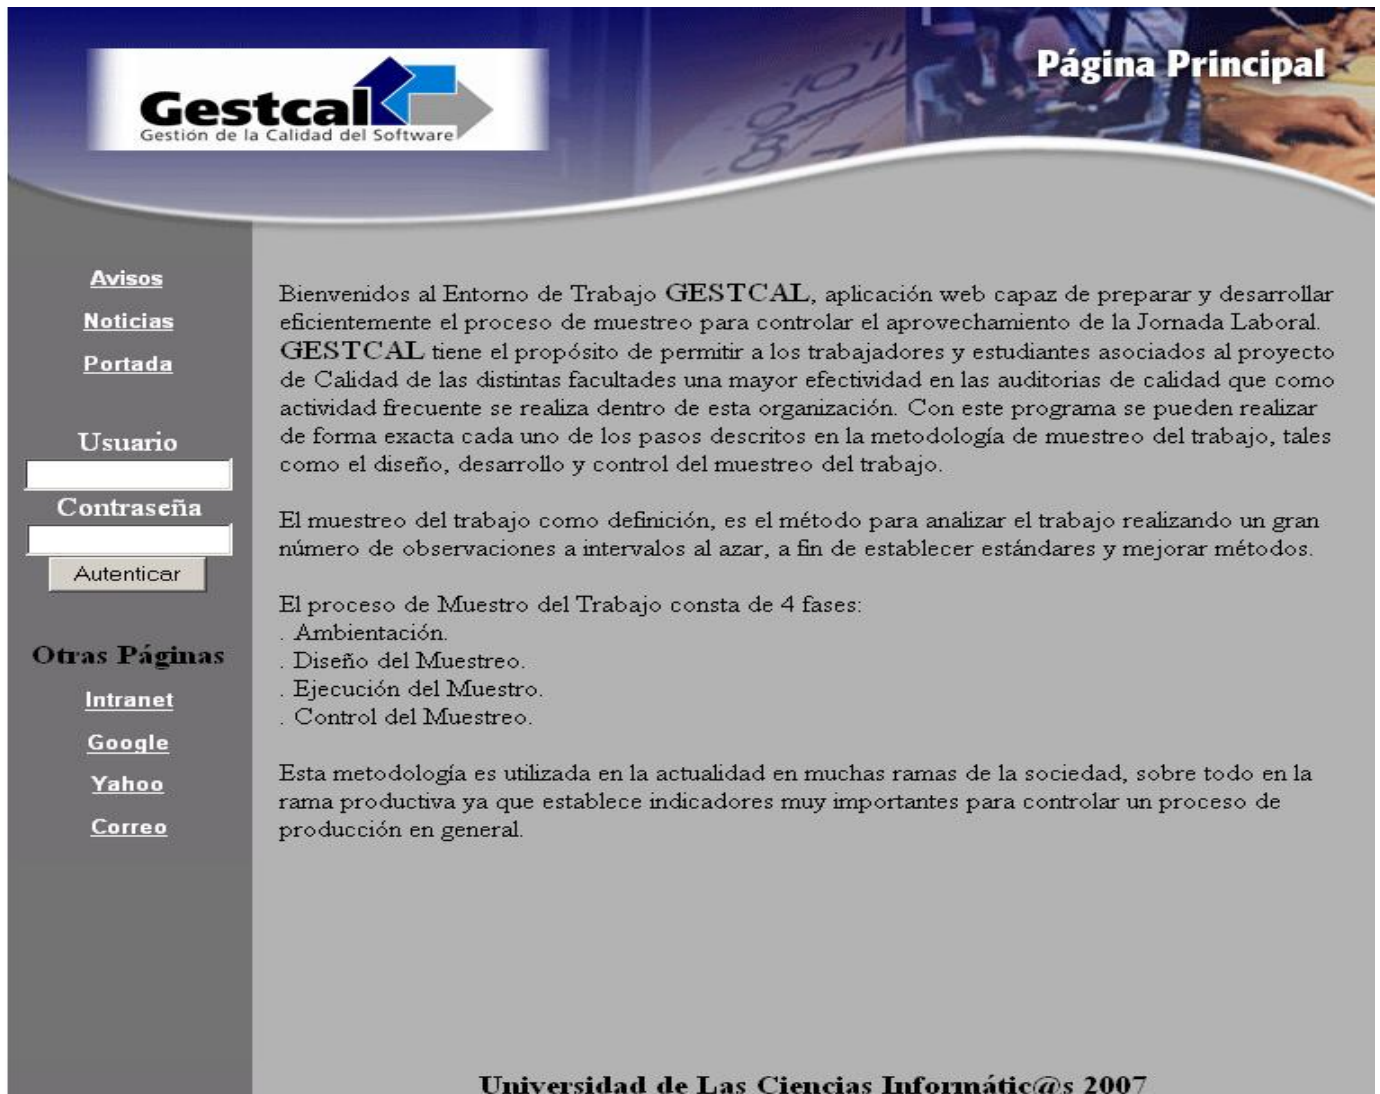 Página Principal
Gestcal
Gestión de la Calidad del Software
Avisos
Noticias
Portada
Usuario
Contraseña
Autenticar
Otras Páginas
Intranet
Google
Yahoo
Correo
Bienvenidos al Entorno de Trabajo GESTCAL, aplicación web capaz de preparar y desarrollar
eficientemente el proceso de muestreo para controlar el aprovechamiento de la Jornada Laboral.
GESTCAL tiene el propósito de permitir a los trabajadores y estudiantes asociados al proyecto
de Calidad de las distintas facultades una mayor efectividad en las auditorias de calidad que como
actividad frecuente se realiza dentro de esta organización. Con este programa se pueden realizar
de forma exacta cada uno de los pasos descritos en la metodología de muestreo del trabajo, tales
como el diseño, desarrollo y control del muestreo del trabajo.
El muestreo del trabajo como definición, es el método para analizar el trabajo realizando un gran
número de observaciones a intervalos al azar, a fin de establecer estándares y mejorar métodos.
El proceso de Muestro del Trabajo consta de 4 fases:
. Ambientación.
. Diseño del Muestreo.
. Ejecución del Muestro.
. Control del Muestreo.
Esta metodología es utilizada en la actualidad en muchas ramas de la sociedad, sobre todo en la
rama productiva ya que establece indicadores muy importantes para controlar un proceso de
producción en general.
Universidad de Las Ciencias Informátic@s 2007